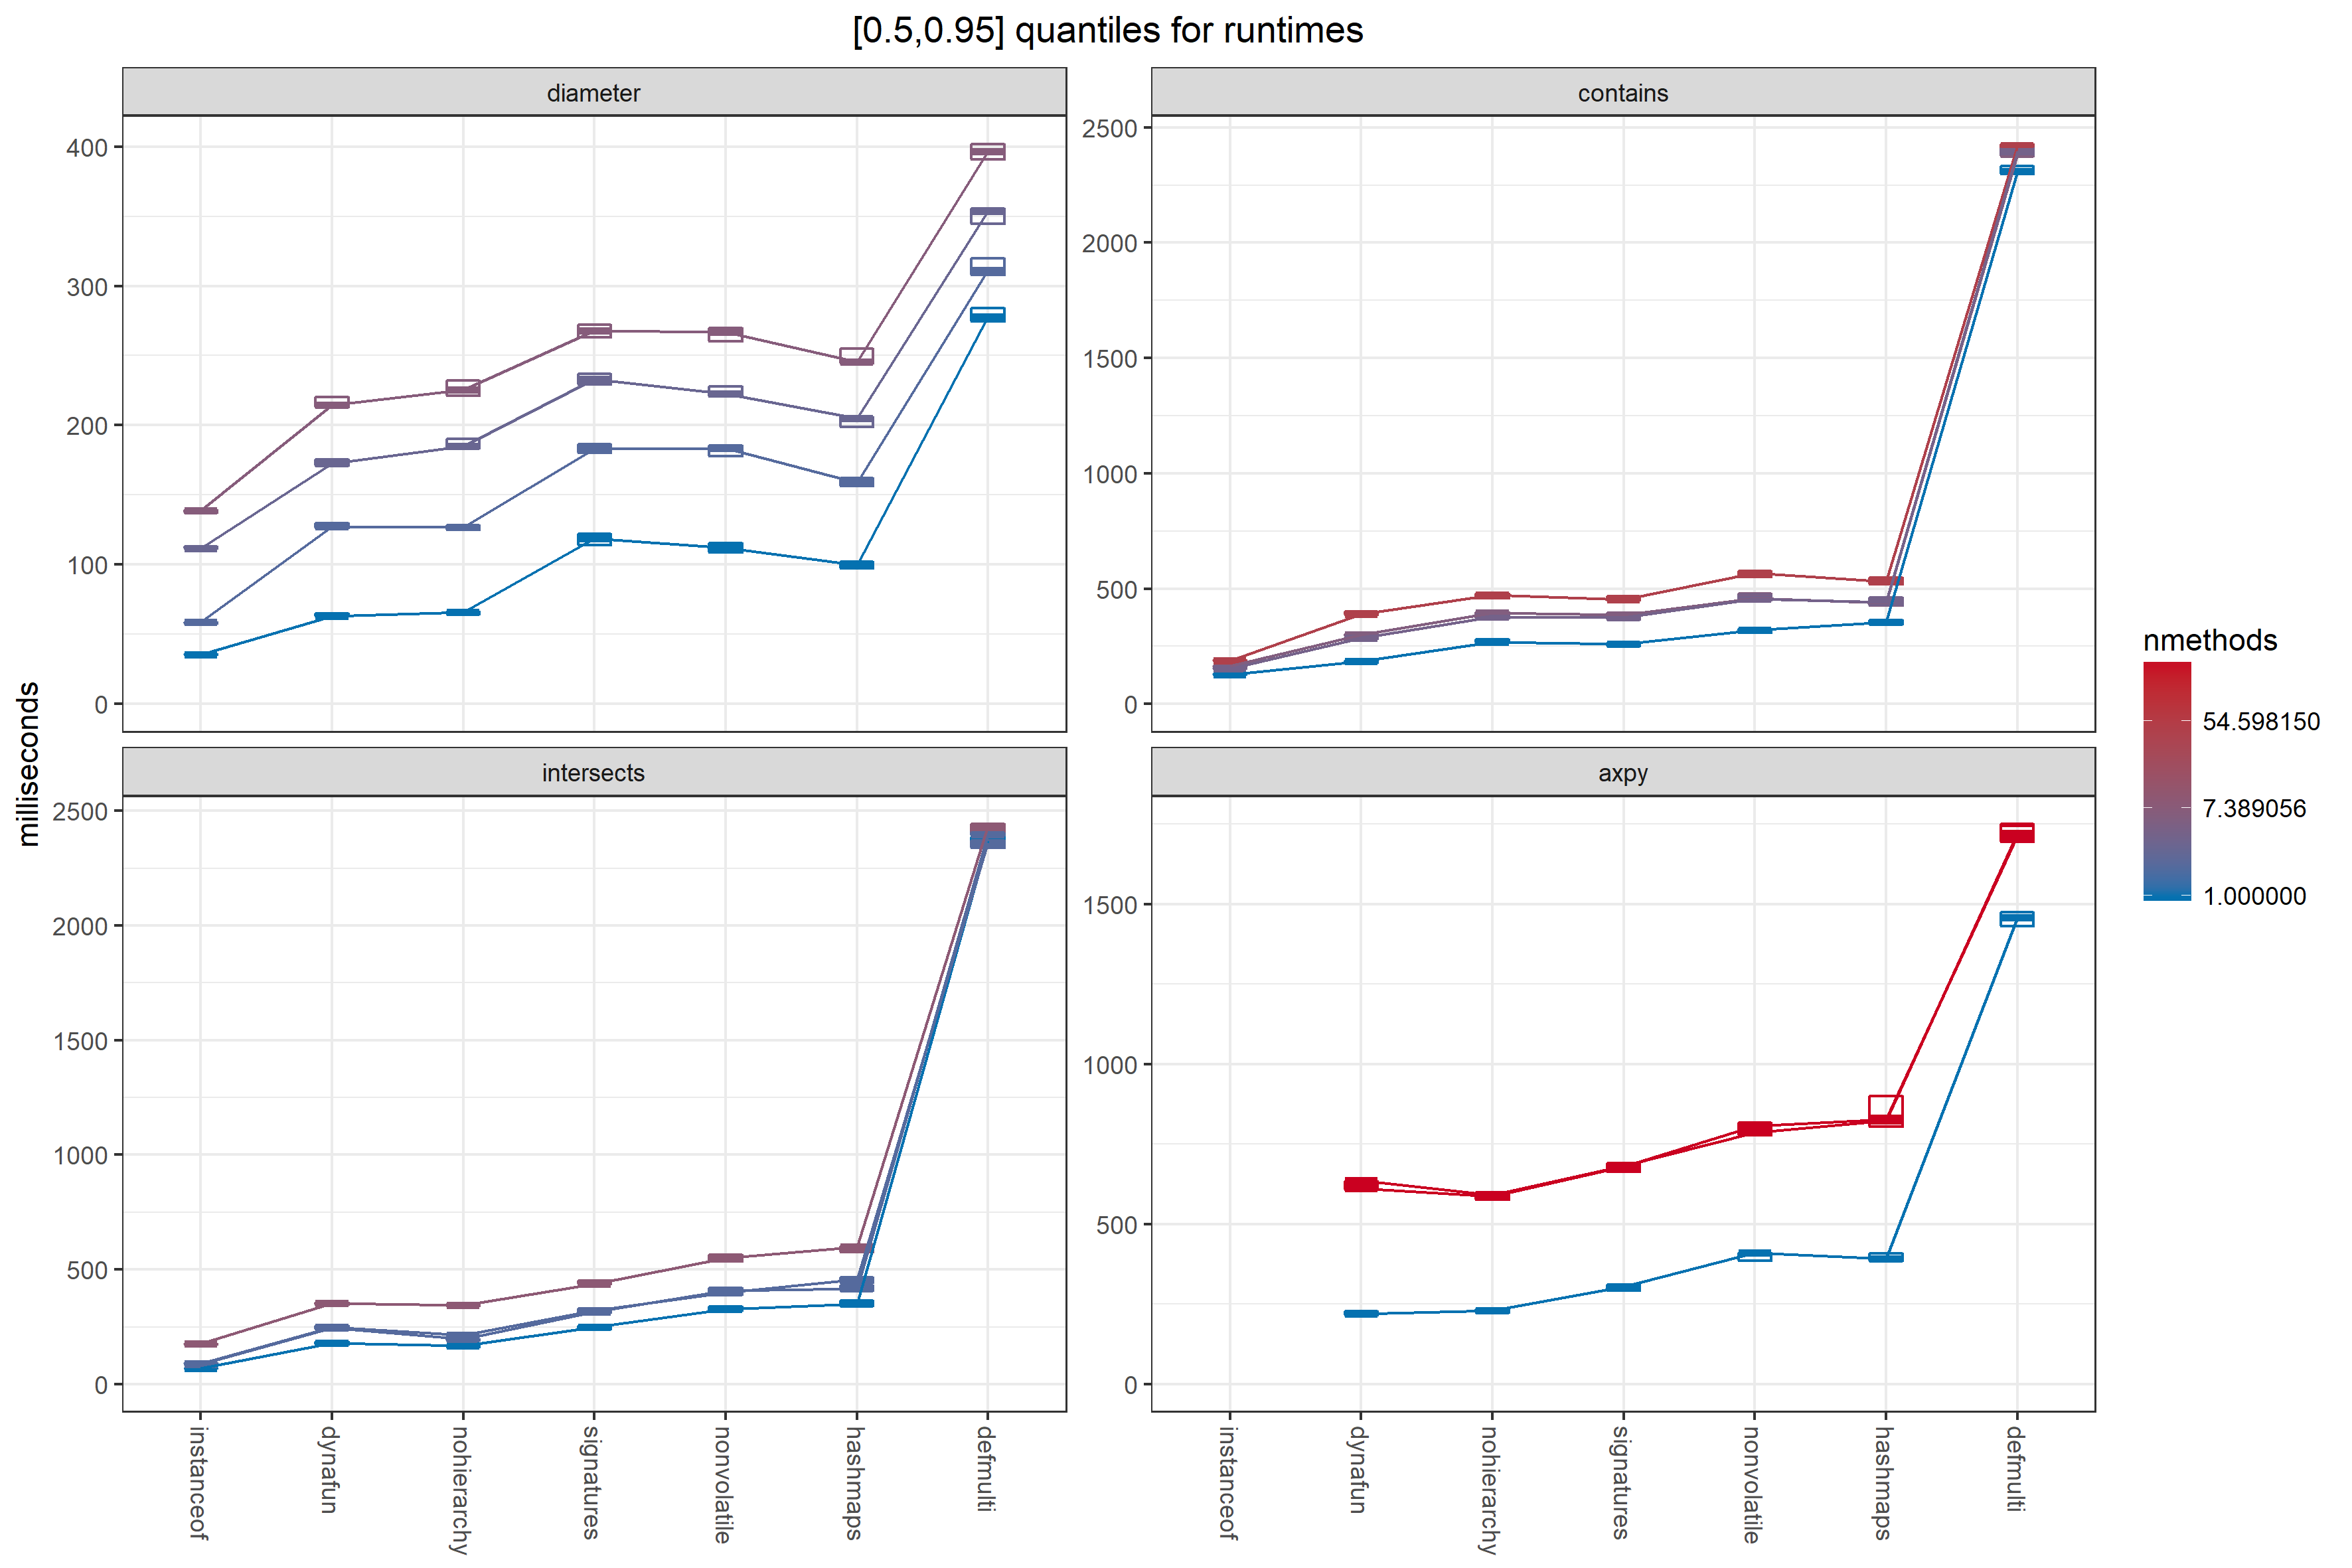 [0.5,0.95] quantiles for runtimes
diameter
contains
400
300
200
100
0
2500
2000
1500
1000
500
0
milliseconds
intersects
axpy
2500
2000
1500
1000
500
0
1500
1000
500
0
instanceof
dynafun
nohierarchy
signatures
nonvolatile
hashmaps
defmulti
instanceof
dynafun
nohierarchy
signatures
nonvolatile
hashmaps
defmulti
nmethods
54.598150
7.389056
1.000000